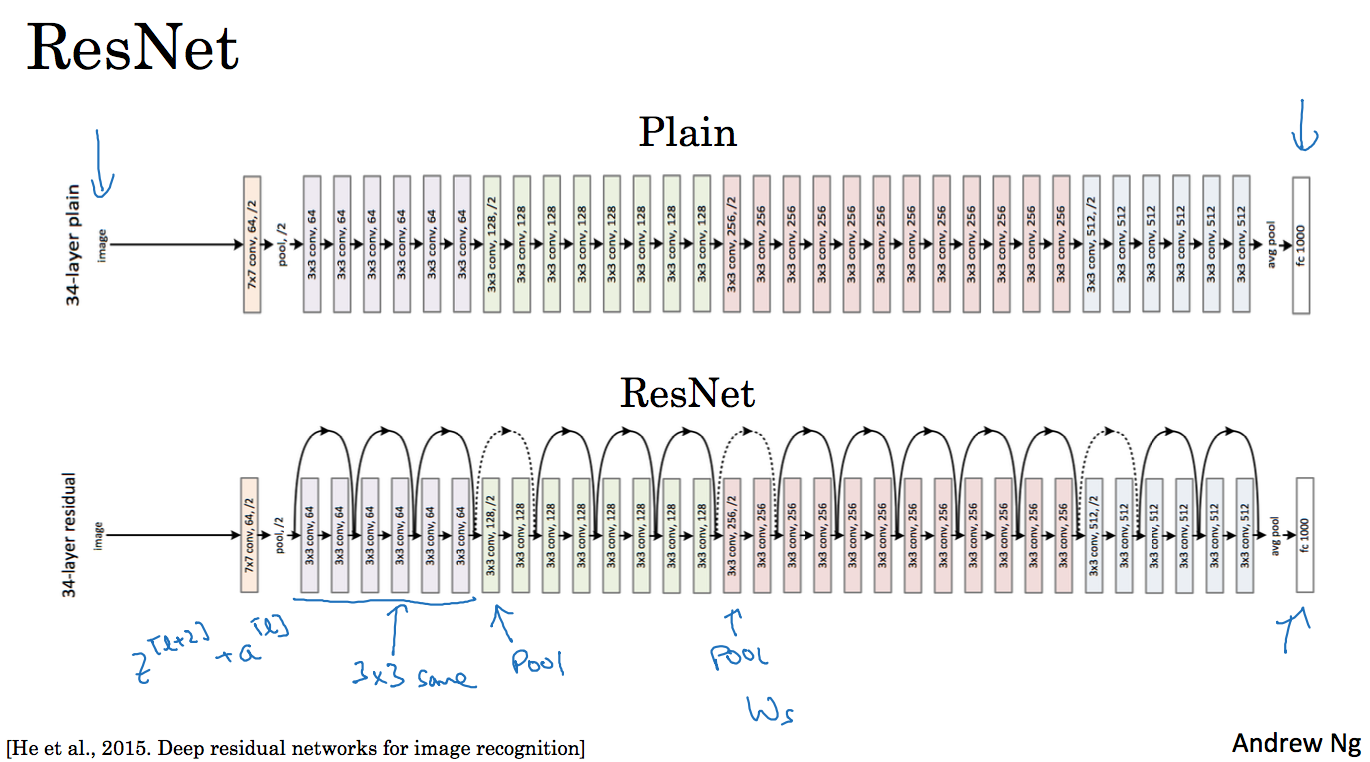 ResNet
Plain
34-layer plain
image
7x7 conv, 64, /2
pool, /2
3x3 conv, 64
3x3 conv, 64
3x3 conv, 64
3x3 conv, 64
3x3 conv, 64
3x3 conv, 64
3x3 conv, 128, /2
3x3 conv, 128
3x3 conv, 128
3x3 conv, 128
3x3 conv, 128
3x3 conv, 128
3x3 conv, 128
3x3 conv, 128
3x3 conv, 256, /2
3x3 conv, 256
3x3 conv, 256
3x3 conv, 256
3x3 conv, 256
3x3 conv, 256
3x3 conv, 256
3x3 conv, 256
3x3 conv, 256
3x3 conv, 256
3x3 conv, 256
3x3 conv, 256
3x3 conv, 512, /2
3x3 conv, 512
3x3 conv, 512
3x3 conv, 512
3x3 conv, 512
3x3 conv, 512
avg pool
fc 1000
ResNet
34-layer residual
image
7x7 conv, 64, /2
pool, /2
3x3 conv, 64
3x3 conv, 64
3x3 conv, 64
3x3 conv, 64
3x3 conv, 64
3x3 conv, 64
3x3 conv, 128, /2
3x3 conv, 128
3x3 conv, 128
3x3 conv, 128
3x3 conv, 128
3x3 conv, 128
3x3 conv, 128
3x3 conv, 128
3x3 conv, 256, /2
3x3 conv, 256
3x3 conv, 256
3x3 conv, 256
3x3 conv, 256
3x3 conv, 256
3x3 conv, 256
3x3 conv, 256
3x3 conv, 256
3x3 conv, 256
3x3 conv, 256
3x3 conv, 256
3x3 conv, 512, /2
3x3 conv, 512
3x3 conv, 512
3x3 conv, 512
3x3 conv, 512
3x3 conv, 512
avg pool
fc 1000
z^[l+2] + a^[l]
3x3 same
Pool
Pool
Ws
[He et al., 2015. Deep residual networks for image recognition]
Andrew Ng